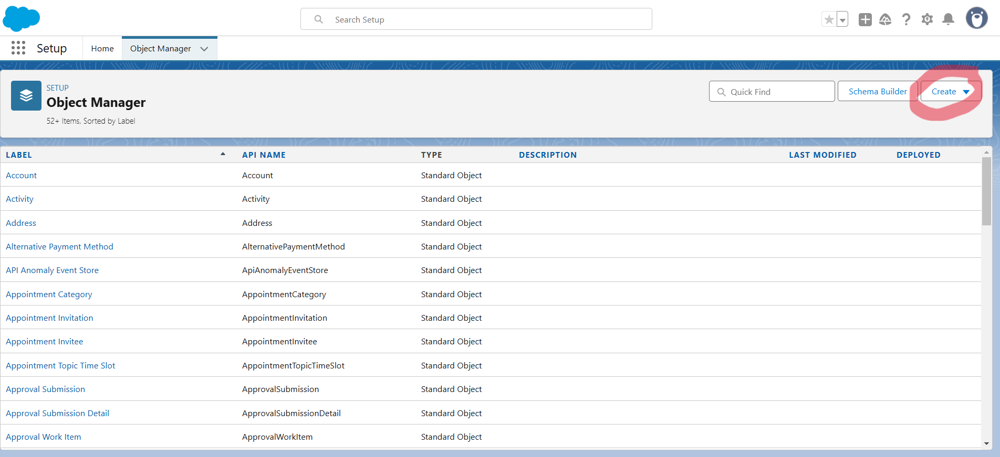 Search Setup
Setup Home Object Manager
SETUP
Object Manager
52+ Items, Sorted by Label
Quick Find Schema Builder Create
LABEL API NAME TYPE DESCRIPTION LAST MODIFIED DEPLOYED
Account Account Standard Object
Activity Activity Standard Object
Address Address Standard Object
Alternative Payment Method AlternativePaymentMethod Standard Object
API Anomaly Event Store ApiAnomalyEventStore Standard Object
Appointment Category AppointmentCategory Standard Object
Appointment Invitation AppointmentInvitation Standard Object
Appointment Invitee AppointmentInvitee Standard Object
Appointment Topic Time Slot AppointmentTopicTimeSlot Standard Object
Approval Submission ApprovalSubmission Standard Object
Approval Submission Detail ApprovalSubmissionDetail Standard Object
Approval Work Item ApprovalWorkItem Standard Object